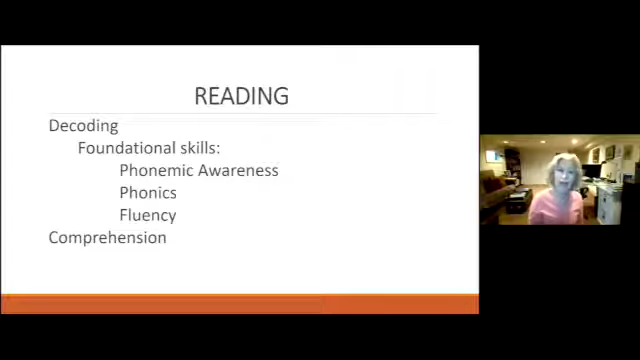 READING
Decoding
Foundational skills:
Phonemic Awareness
Phonics
Fluency
Comprehension